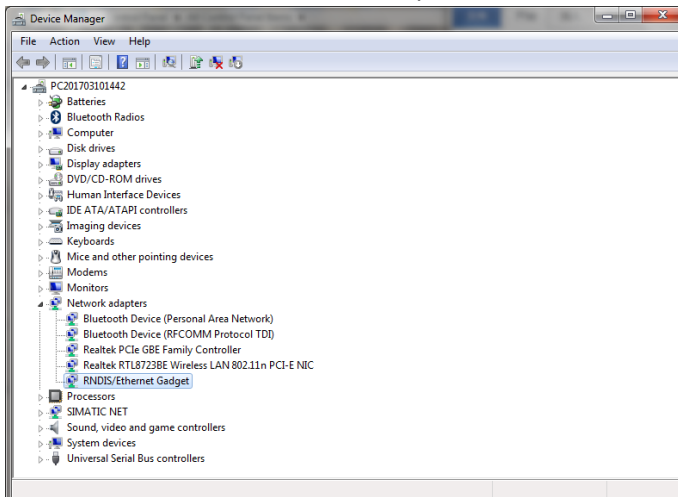 Device Manager
File Action View Help
PC201703101442
Batteries
Bluetooth Radios
Computer
Disk drives
Display adapters
DVD/CD-ROM drives
Human Interface Devices
IDE ATA/ATAPI controllers
Imaging devices
Keyboards
Mice and other pointing devices
Modems
Monitors
Network adapters
Bluetooth Device (Personal Area Network)
Bluetooth Device (RFCOMM Protocol TDI)
Realtek PCIe GBE Family Controller
Realtek RTL8723BE Wireless LAN 802.11n PCI-E NIC
RNDIS/Ethernet Gadget
Processors
SIMATIC NET
Sound, video and game controllers
System devices
Universal Serial Bus controllers